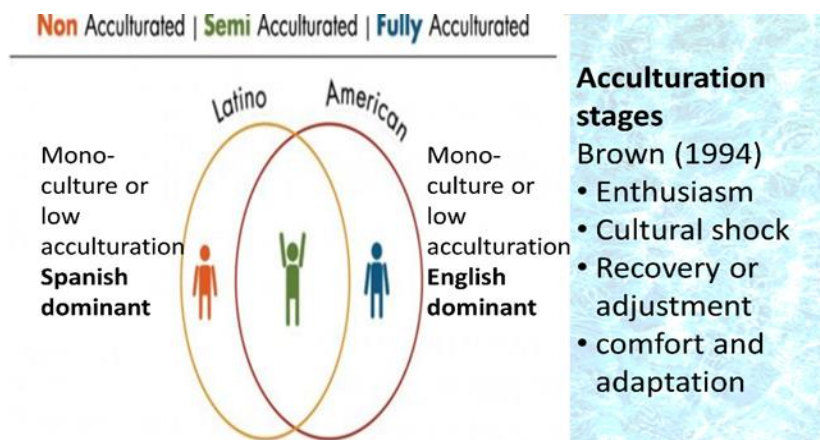 Non Acculturated | Semi Acculturated | Fully Acculturated
Latino
American
Mono-
culture or
low
acculturation
Spanish
dominant
Mono-
culture or
low
acculturation
English
dominant
Acculturation
stages
Brown (1994)
• Enthusiasm
• Cultural shock
• Recovery or
adjustment
• comfort and
adaptation